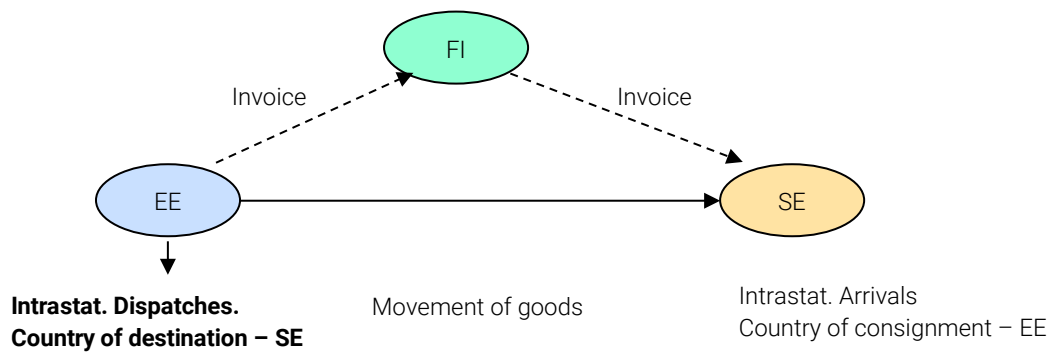 FI
Invoice
Invoice
EE
SE
Intrastat. Dispatches.
Country of destination – SE
Movement of goods
Intrastat. Arrivals
Country of consignment – EE